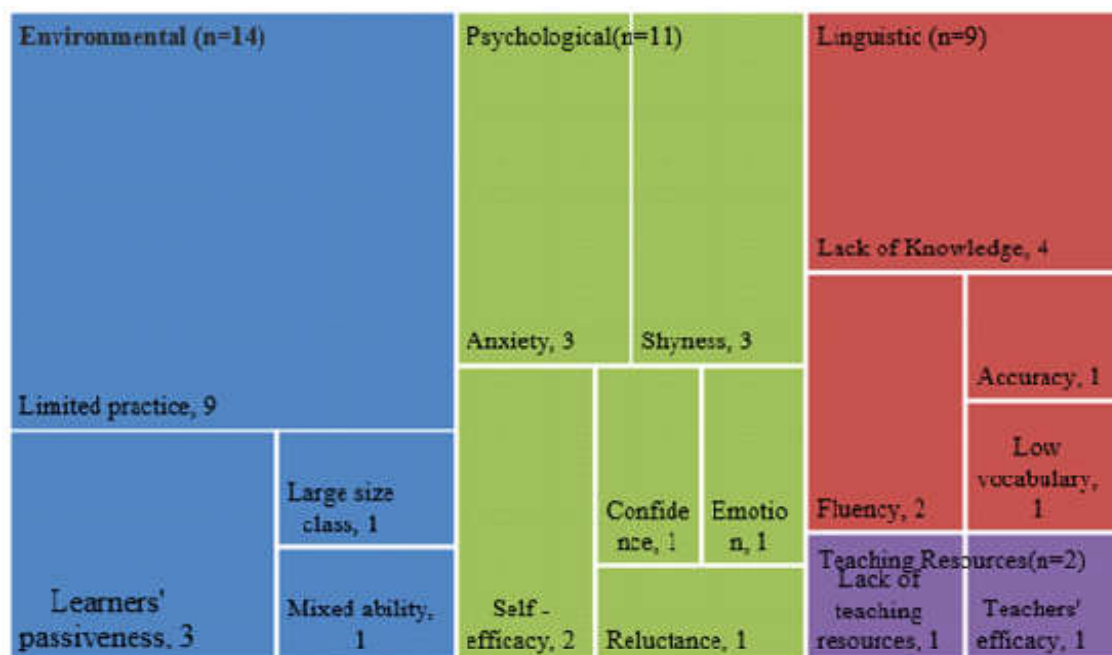 Environmental (n=14)
Limited practice, 9
Learners'
passiveness, 3
Large size
class, 1
Mixed ability,
1
Psychological(n=11)
Anxiety, 3
Shyness, 3
Self -
efficacy, 2
Confide
nce, 1
Emotio
n, 1
Reluctance, 1
Linguistic (n=9)
Lack of Knowledge, 4
Fluency, 2
Accuracy, 1
Low
vocabulary,
1
Teaching Resources(n=2)
Lack of
teaching
resources, 1
Teachers'
efficacy, 1